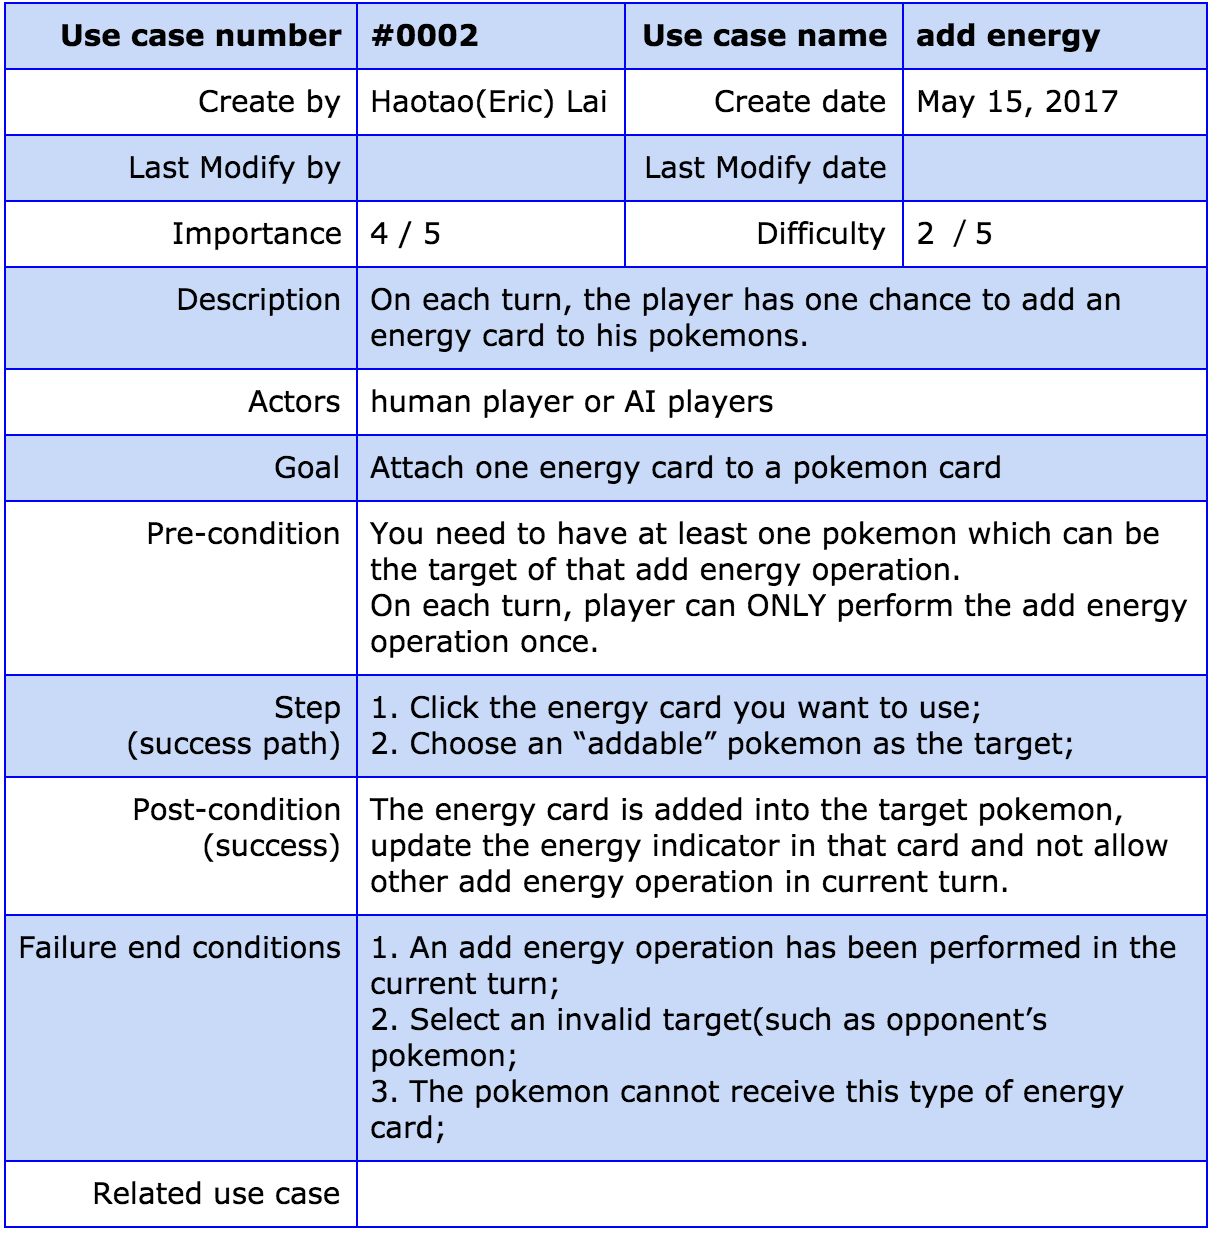 Use case number #0002 Use case name add energy
Create by Haotao(Eric) Lai Create date May 15, 2017
Last Modify by Last Modify date
Importance 4 / 5 Difficulty 2 / 5
Description On each turn, the player has one chance to add an
energy card to his pokemons.
Actors human player or AI players
Goal Attach one energy card to a pokemon card
Pre-condition You need to have at least one pokemon which can be
the target of that add energy operation.
On each turn, player can ONLY perform the add energy
operation once.
Step 1. Click the energy card you want to use;
(success path) 2. Choose an “addable” pokemon as the target;
Post-condition The energy card is added into the target pokemon,
(success) update the energy indicator in that card and not allow
other add energy operation in current turn.
Failure end conditions 1. An add energy operation has been performed in the
current turn;
2. Select an invalid target(such as opponent’s
pokemon;
3. The pokemon cannot receive this type of energy
card;
Related use case